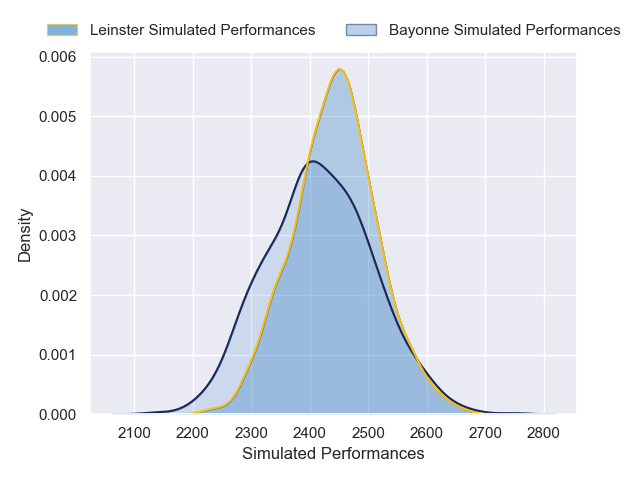 Leinster Simulated Performances Bayonne Simulated Performances
0.006
0.005
0.004
0.003
0.002
0.001
0.000
Density
2100 2200 2300 2400 2500 2600 2700 2800
Simulated Performances